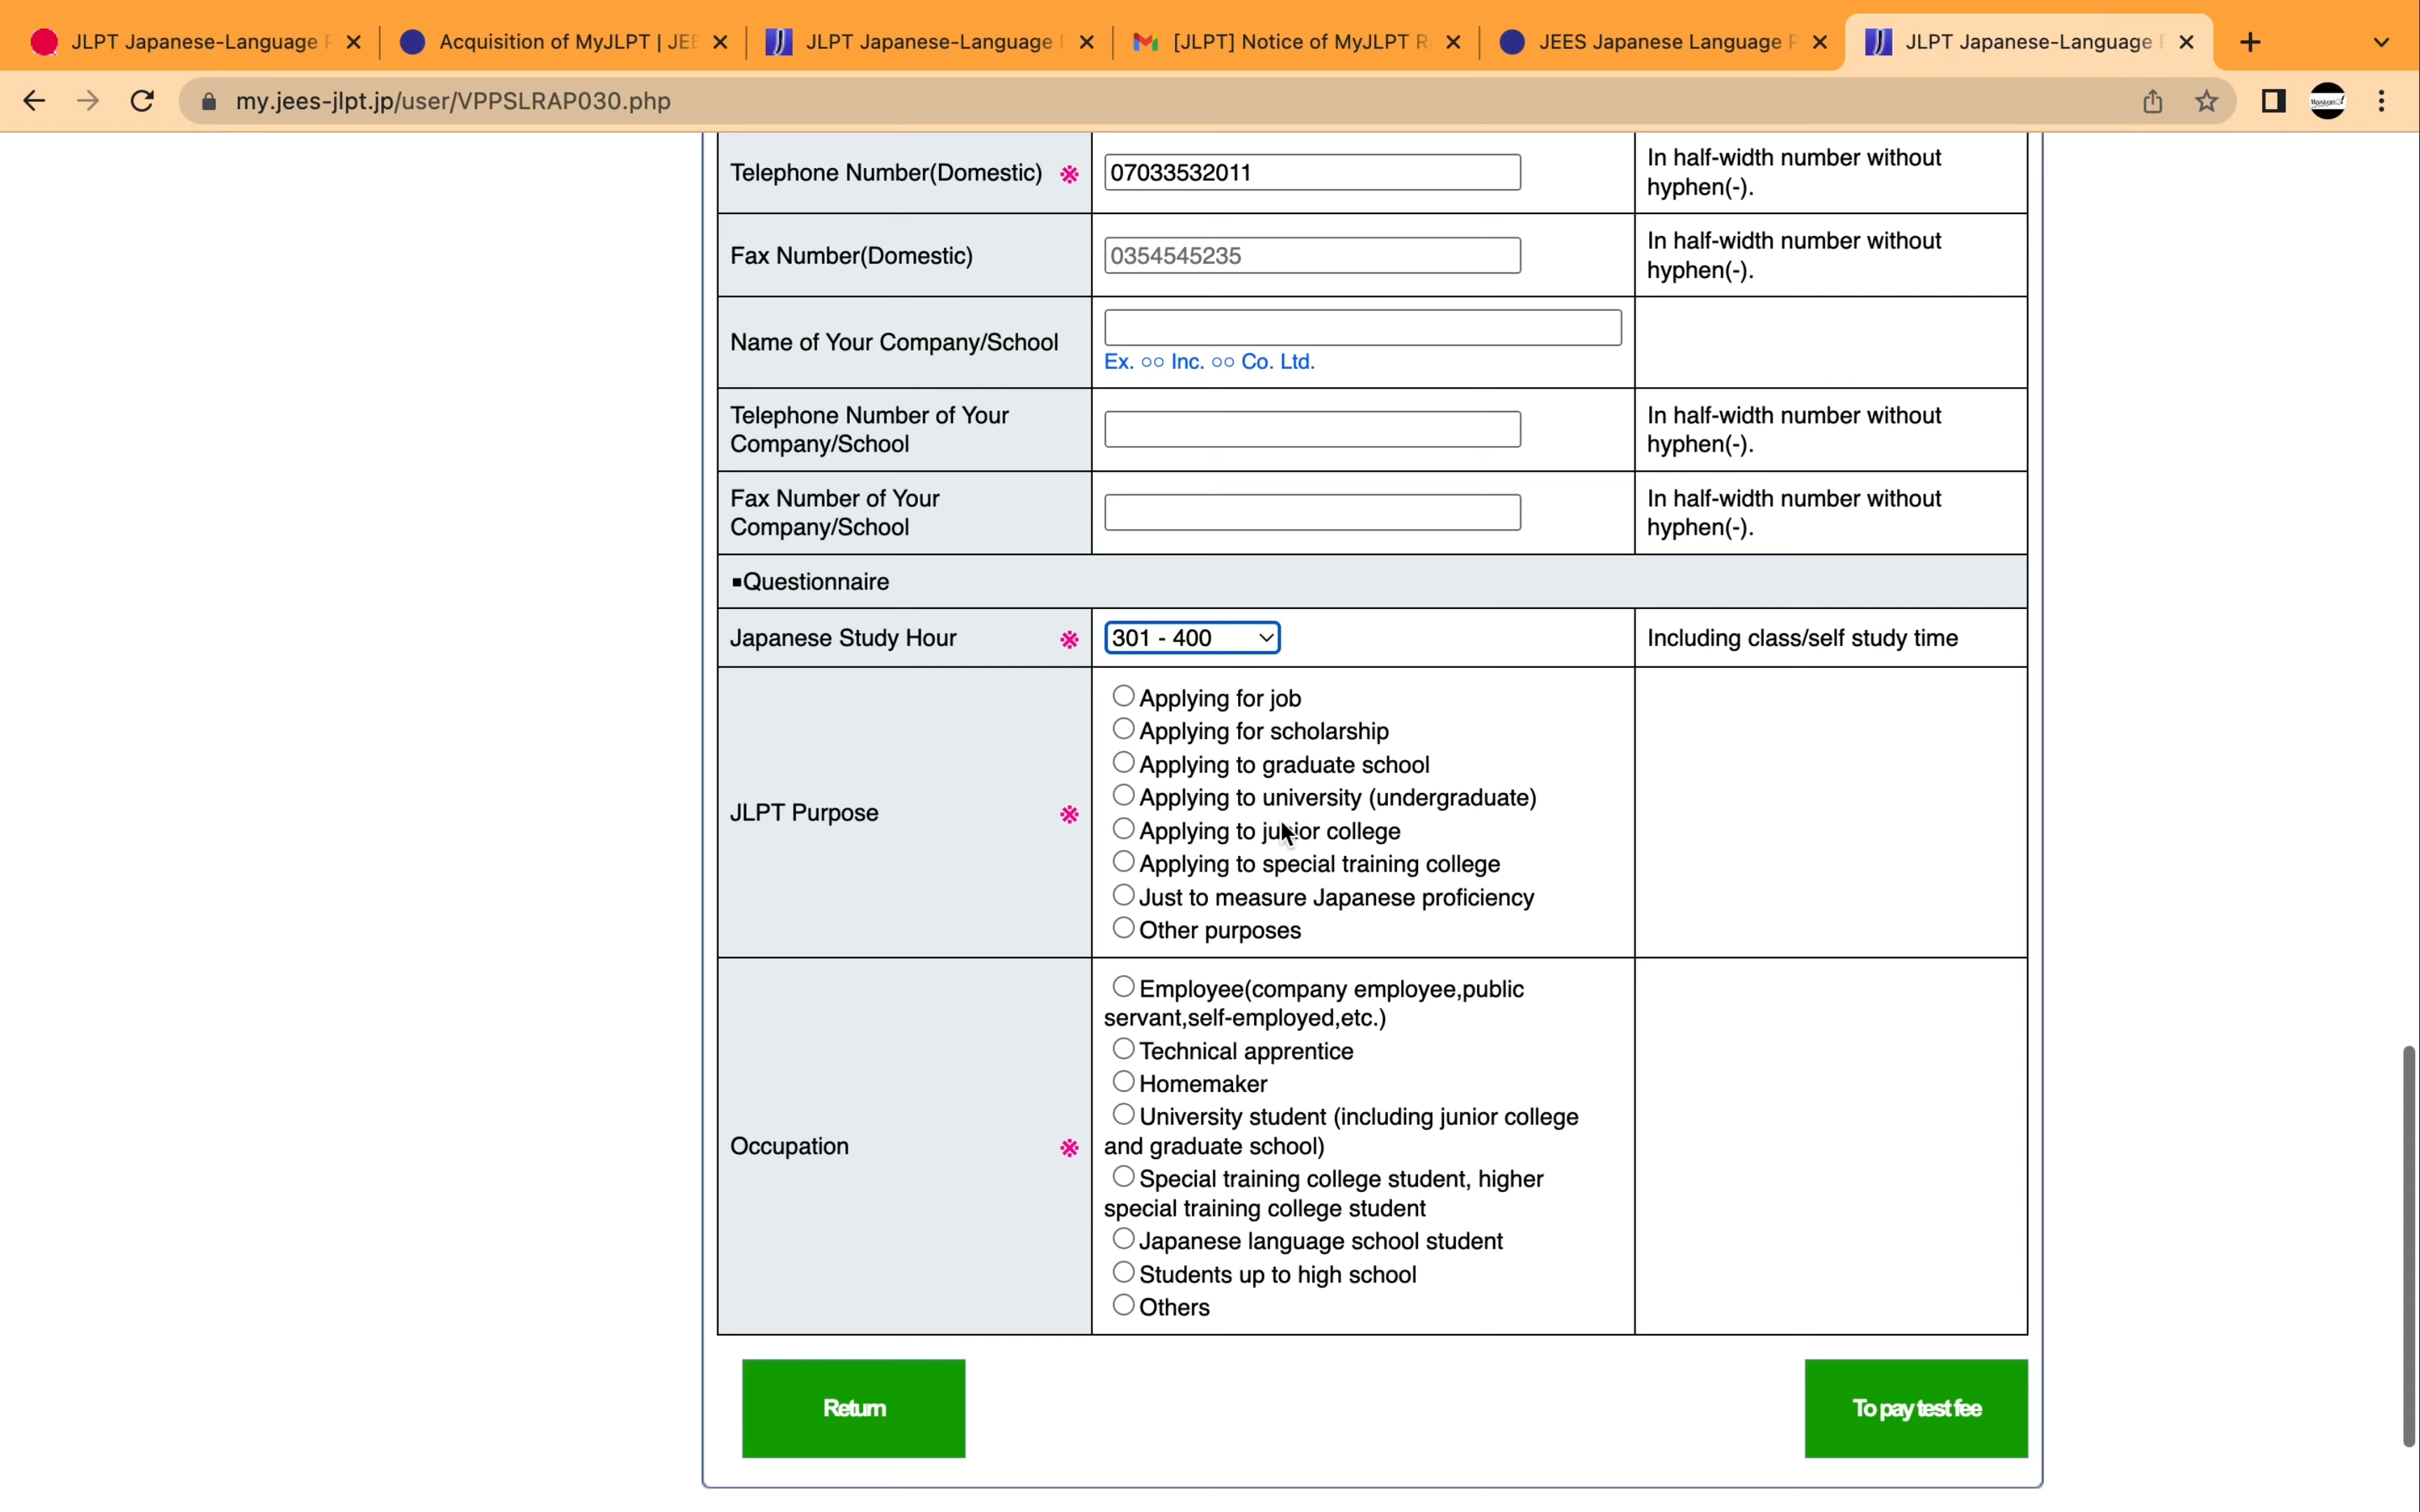 JLPT Japanese-Language
Acquisition of MyJLPT | JEE
JLPT Japanese-Language
[JLPT] Notice of MyJLPT R
JEES Japanese Language P
JLPT Japanese-Language
my.jees-jlpt.jp/user/VPPSLRAP030.php
Telephone Number(Domestic) ※
07033532011
In half-width number without
hyphen(-).
Fax Number(Domestic)
0354545235
In half-width number without
hyphen(-).
Name of Your Company/School
Ex. ○○ Inc. ○○ Co. Ltd.
Telephone Number of Your
Company/School
In half-width number without
hyphen(-).
Fax Number of Your
Company/School
In half-width number without
hyphen(-).
▪Questionnaire
Japanese Study Hour ※
301 - 400
Including class/self study time
JLPT Purpose ※
Applying for job
Applying for scholarship
Applying to graduate school
Applying to university (undergraduate)
Applying to junior college
Applying to special training college
Just to measure Japanese proficiency
Other purposes
Occupation ※
Employee(company employee,public
servant,self-employed,etc.)
Technical apprentice
Homemaker
University student (including junior college
and graduate school)
Special training college student, higher
special training college student
Japanese language school student
Students up to high school
Others
Return
To pay test fee